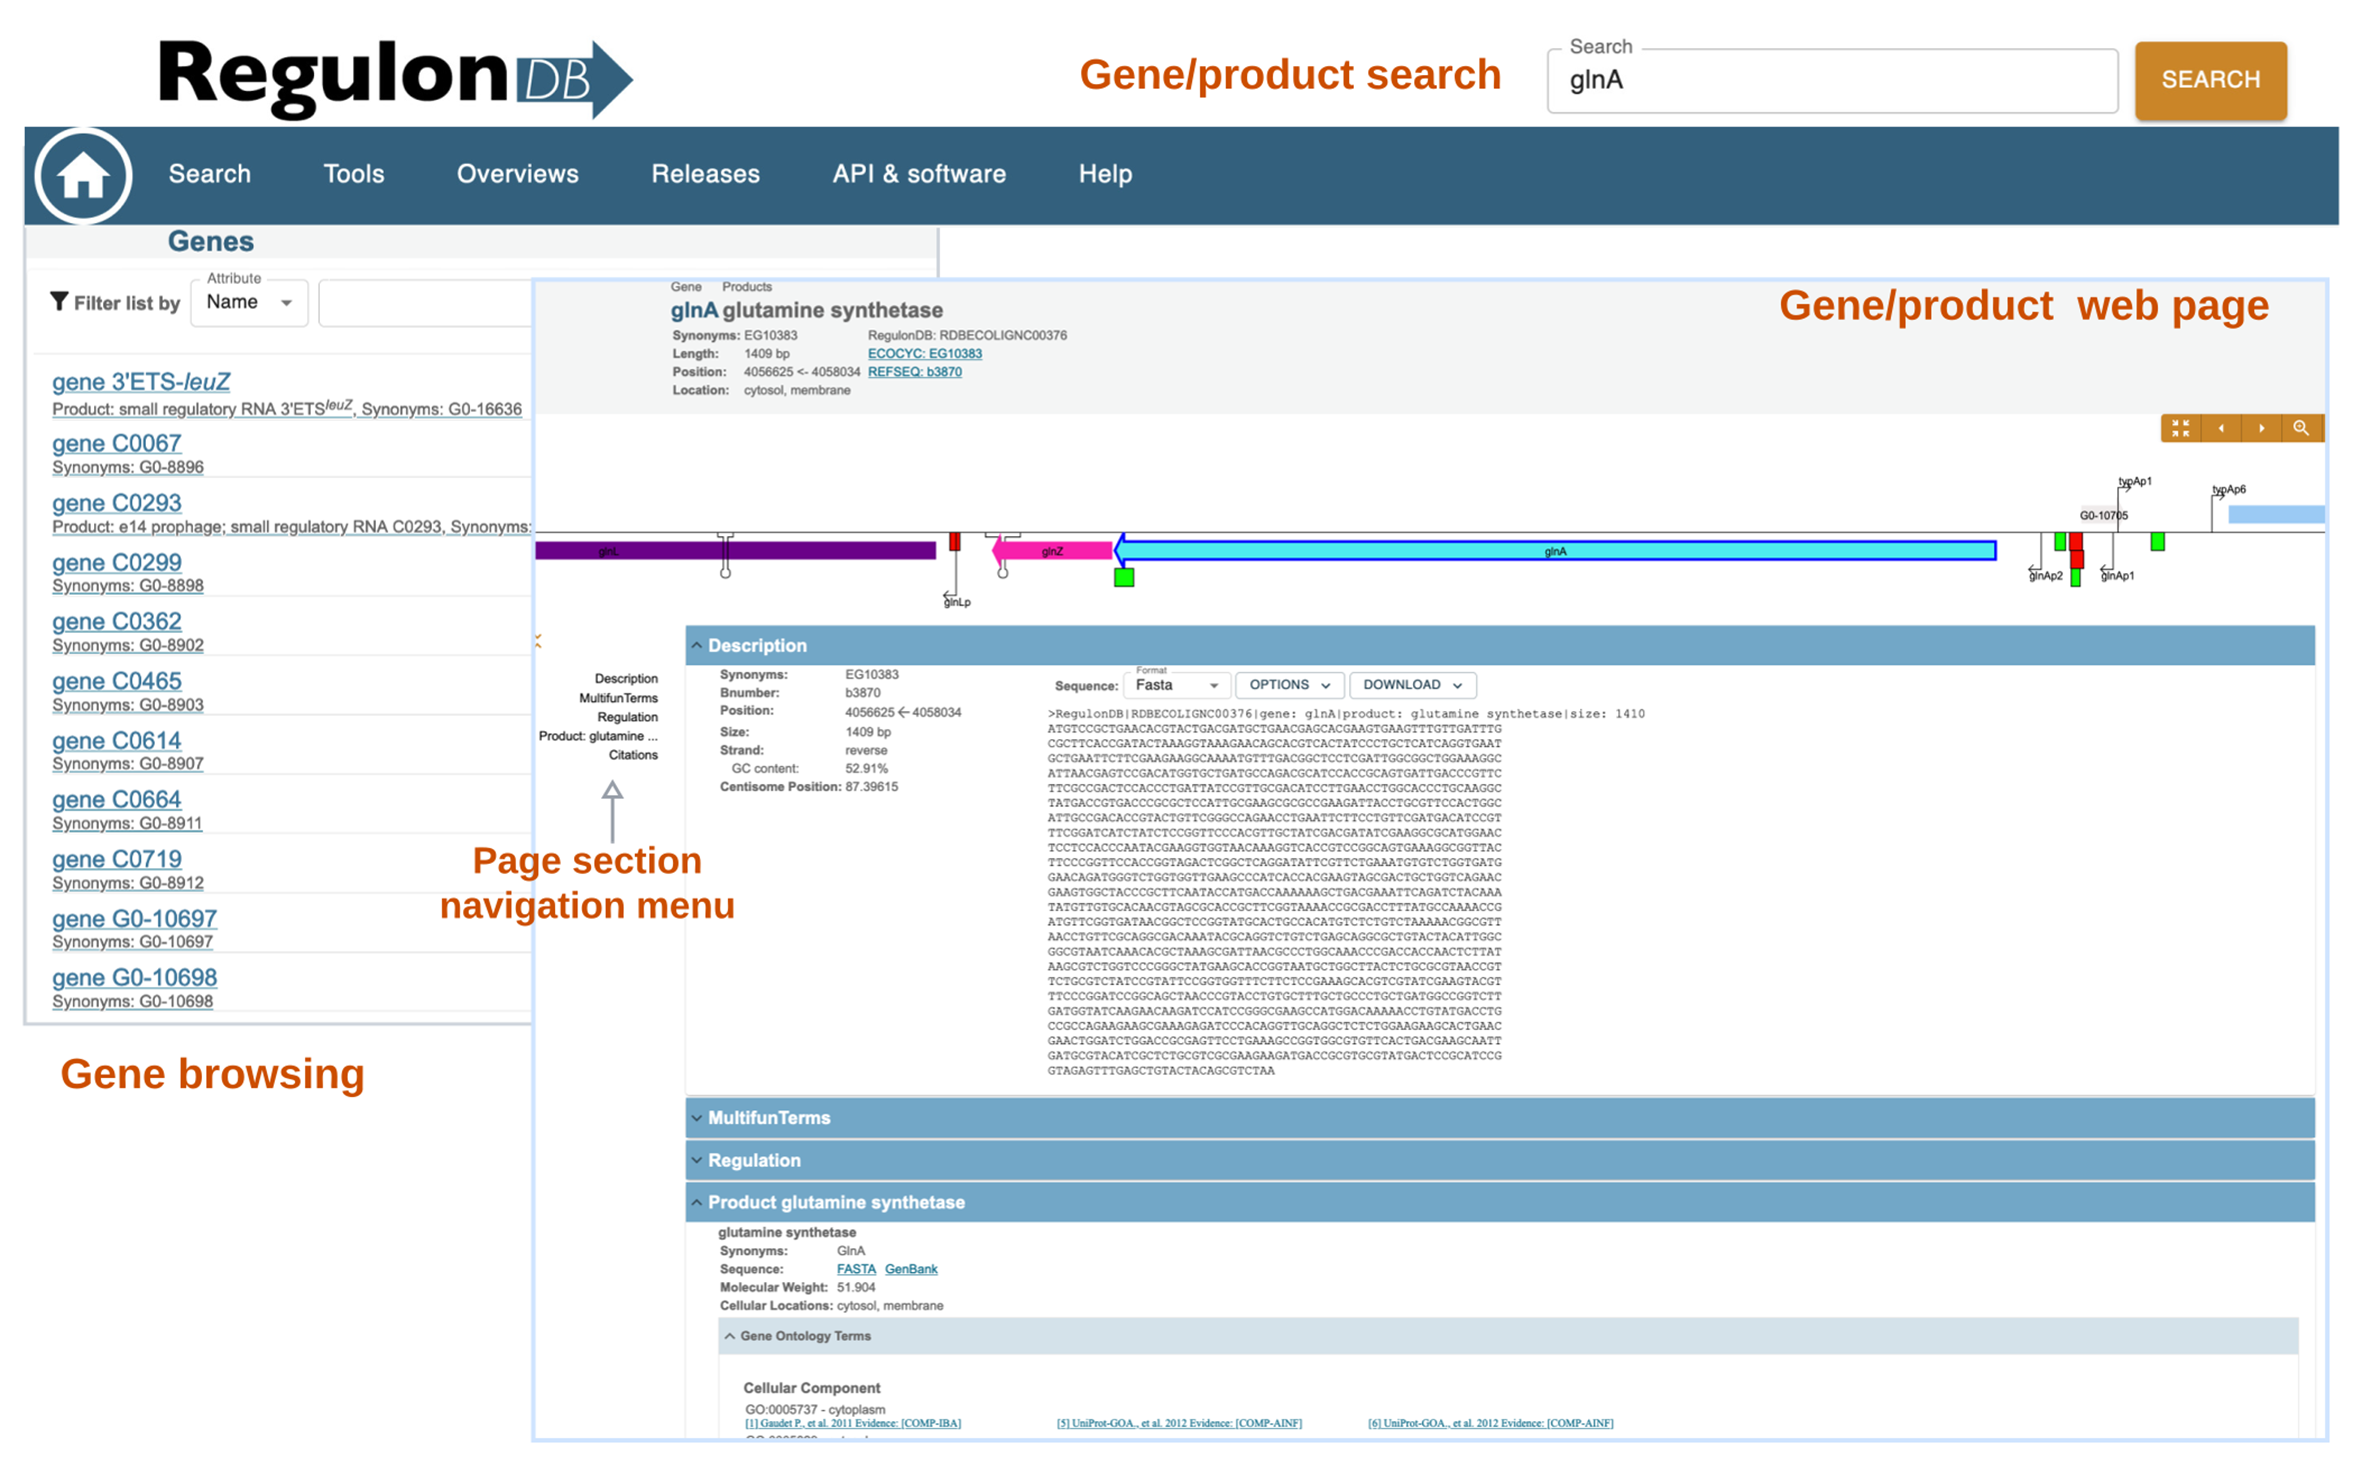 RegulonDB
Gene/product search
Search
glnA
SEARCH
Search Tools Overviews Releases API & software Help
Genes
Filter list by
Attribute
Name
gene 3'ETS-leuZ
Product: small regulatory RNA 3'ETSleuZ, Synonyms: G0-16636
gene C0067
Synonyms: G0-8896
gene C0293
Product: e14 prophage; small regulatory RNA C0293, Synonyms:
gene C0299
Synonyms: G0-8898
gene C0362
Synonyms: G0-8902
gene C0465
Synonyms: G0-8903
gene C0614
Synonyms: G0-8907
gene C0664
Synonyms: G0-8911
gene C0719
Synonyms: G0-8912
gene G0-10697
Synonyms: G0-10697
gene G0-10698
Synonyms: G0-10698
Gene browsing
Gene/product web page
Gene Products
glnA glutamine synthetase
Synonyms: EG10383 RegulonDB: RDBECOLIGNC00376
Length: 1409 bp ECOCYC: EG10383
Position: 4056625 <- 4058034 REFSEQ: b3870
Location: cytosol, membrane
typAp1
typAp6
G0-10705
glnL
glnZ
glnA
glnAp2
glnAp1
glnLp
Description
MultifunTerms
Regulation
Product: glutamine ...
Citations
Page section
navigation menu
Description
Synonyms: EG10383
Bnumber: b3870
Position: 4056625 ← 4058034
Size: 1409 bp
Strand: reverse
GC content: 52.91%
Centisome Position: 87.39615
Sequence:
Format
Fasta
OPTIONS
DOWNLOAD
>RegulonDB|RDBECOLIGNC00376|gene: glnA|product: glutamine synthetase|size: 1410
ATGTCCGCTGAACACGTACTGACGATGCTGAACGAGCACGAAGTGAAGTTTGTTGATTTG
CGCTTCACCGATACTAAAGGTAAAGAACAGCACGTCACTATCCCTGCTCATCAGGTGAAT
GCTGAATTCTTCGAAGAAGGCAAAATGTTTGACGGCTCCTCGATTGGCGGCTGGAAAGGC
ATTAACGAGTCCGACATGGTGCTGATGCCAGACGCATCCACCGCAGTGATTGACCCGTTC
TTCGCCGACTCCACCCTGATTATCCGTTGCGACATCCTTGAACCTGGCACCCTGCAAGGC
TATGACCGTGACCCGCGCTCCATTGCGAAGCGCGCCGAAGATTACCTGCGTTCCACTGGC
ATTGCCGACACCGTACTGTTCGGGCCAGAACCTGAATTCTTCCTGTTCGATGACATCCGT
TTCGGATCATCTATCTCCGGTTCCCACGTTGCTATCGACGATATCGAAGGCGCATGGAAC
TCCTCCACCCAATACGAAGGTGGTAACAAAGGTCACCGTCCGGCAGTGAAAGGCGGTTAC
TTCCCGGTTCCACCGGTAGACTCGGCTCAGGATATTCGTTCTGAAATGTGTCTGGTGATG
GAACAGATGGGTCTGGTGGTTGAAGCCCATCACCACGAAGTAGCGACTGCTGGTCAGAAC
GAAGTGGCTACCCGCTTCAATACCATGACCAAAAAAGCTGACGAAATTCAGATCTACAAA
TATGTTGTGCACAACGTAGCGCACCGCTTCGGTAAAACCGCGACCTTTATGCCAAAACCG
ATGTTCGGTGATAACGGCTCCGGTATGCACTGCCACATGTCTCTGTCTAAAAACGGCGTT
AACCTGTTCGCAGGCGACAAATACGCAGGTCTGTCTGAGCAGGCGCTGTACTACATTGGC
GGCGTAATCAAACACGCTAAAGCGATTAACGCCCTGGCAAACCCGACCACCAACTCTTAT
AAGCGTCTGGTCCCGGGCTATGAAGCACCGGTAATGCTGGCTTACTCTGCGCGTAACCGT
TCTGCGTCTATCCGTATTCCGGTGGTTTCTTCTCCGAAAGCACGTCGTATCGAAGTACGT
TTCCCGGATCCGGCAGCTAACCCGTACCTGTGCTTTGCTGCCCTGCTGATGGCCGGTCTT
GATGGTATCAAGAACAAGATCCATCCGGGCGAAGCCATGGACAAAAACCTGTATGACCTG
CCGCCAGAAGAAGCGAAAGAGATCCCACAGGTTGCAGGCTCTCTGGAAGAAGCACTGAAC
GAACTGGATCTGGACCGCGAGTTCCTGAAAGCCGGTGGCGTGTTCACTGACGAAGCAATT
GATGCGTACATCGCTCTGCGTCGCGAAGAAGATGACCGCGTGCGTATGACTCCGCATCCG
GTAGAGTTTGAGCTGTACTACAGCGTCTAA
MultifunTerms
Regulation
Product glutamine synthetase
glutamine synthetase
Synonyms: GlnA
Sequence: FASTA GenBank
Molecular Weight: 51.904
Cellular Locations: cytosol, membrane
Gene Ontology Terms
Cellular Component
GO:0005737 - cytoplasm
[1] Gaudet P., et al. 2011 Evidence: [COMP-IBA] [5] UniProt-GOA., et al. 2012 Evidence: [COMP-AINF] [6] UniProt-GOA., et al. 2012 Evidence: [COMP-AINF]